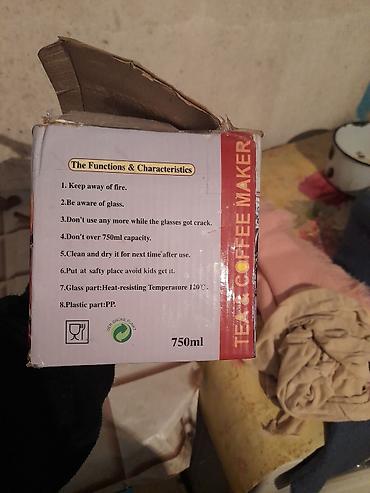 The Functions & Characteristics
1. Keep away of fire.
2.Be aware of glass.
3.Don't use any more while the glasses got crack.
4.Don't over 750ml capacity.
5.Clean and dry it for next time after use.
6.Put at safty place avoid kids get it.
7.Glass part:Heat-resisting Temperature 120℃.
8.Plastic part:PP.
750ml
TEA & COFFEE MAKER